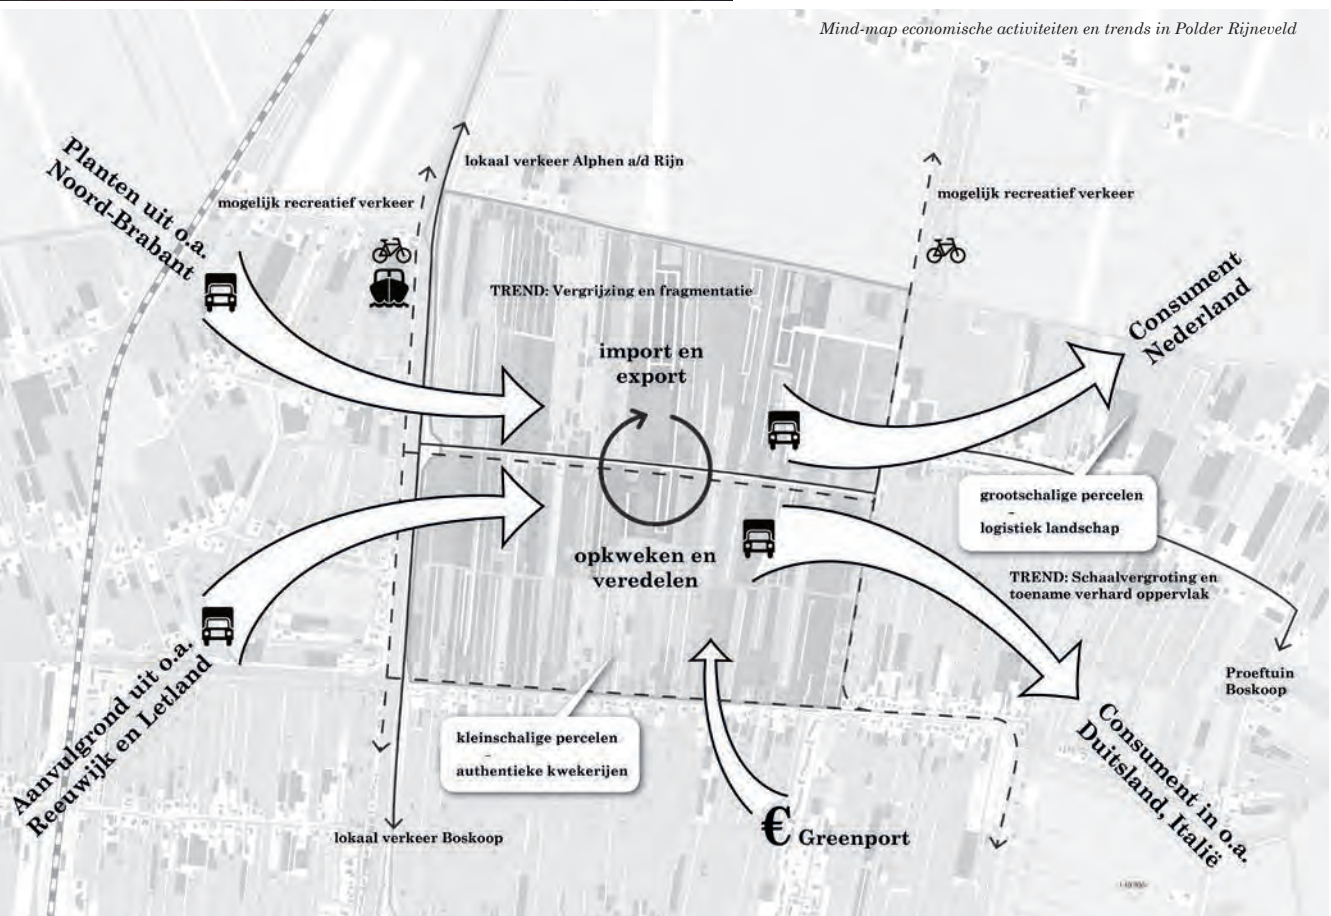 Mind-map economische activiteiten en trends in Polder Rijneveld
Planten uit o.a.
Noord-Brabant
lokaal verkeer Alphen a/d Rijn
mogelijk recreatief verkeer
mogelijk recreatief verkeer
TREND: Vergrijzing en fragmentatie
Consument
Nederland
import en
export
grootschalige percelen
-
logistiek landschap
opkweken en
veredelen
TREND: Schaalvergroting en
toename verhard oppervlak
Aanvulgrond uit o.a.
Reeuwijk en Letland
Proeftuin
Boskoop
kleinschalige percelen
-
authentieke kwekerijen
Consument in o.a.
Duitsland, Italië
lokaal verkeer Boskoop
€ Greenport